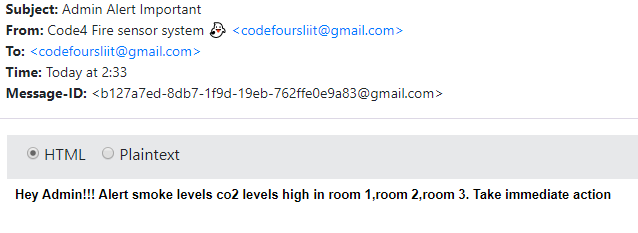 Subject: Admin Alert Important
From: Code4 Fire sensor system 👻 <codefoursliit@gmail.com>
To: <codefoursliit@gmail.com>
Time: Today at 2:33
Message-ID: <b127a7ed-8db7-1f9d-19eb-762ffe0e9a83@gmail.com>
HTML Plaintext
Hey Admin!!! Alert smoke levels co2 levels high in room 1,room 2,room 3. Take immediate action